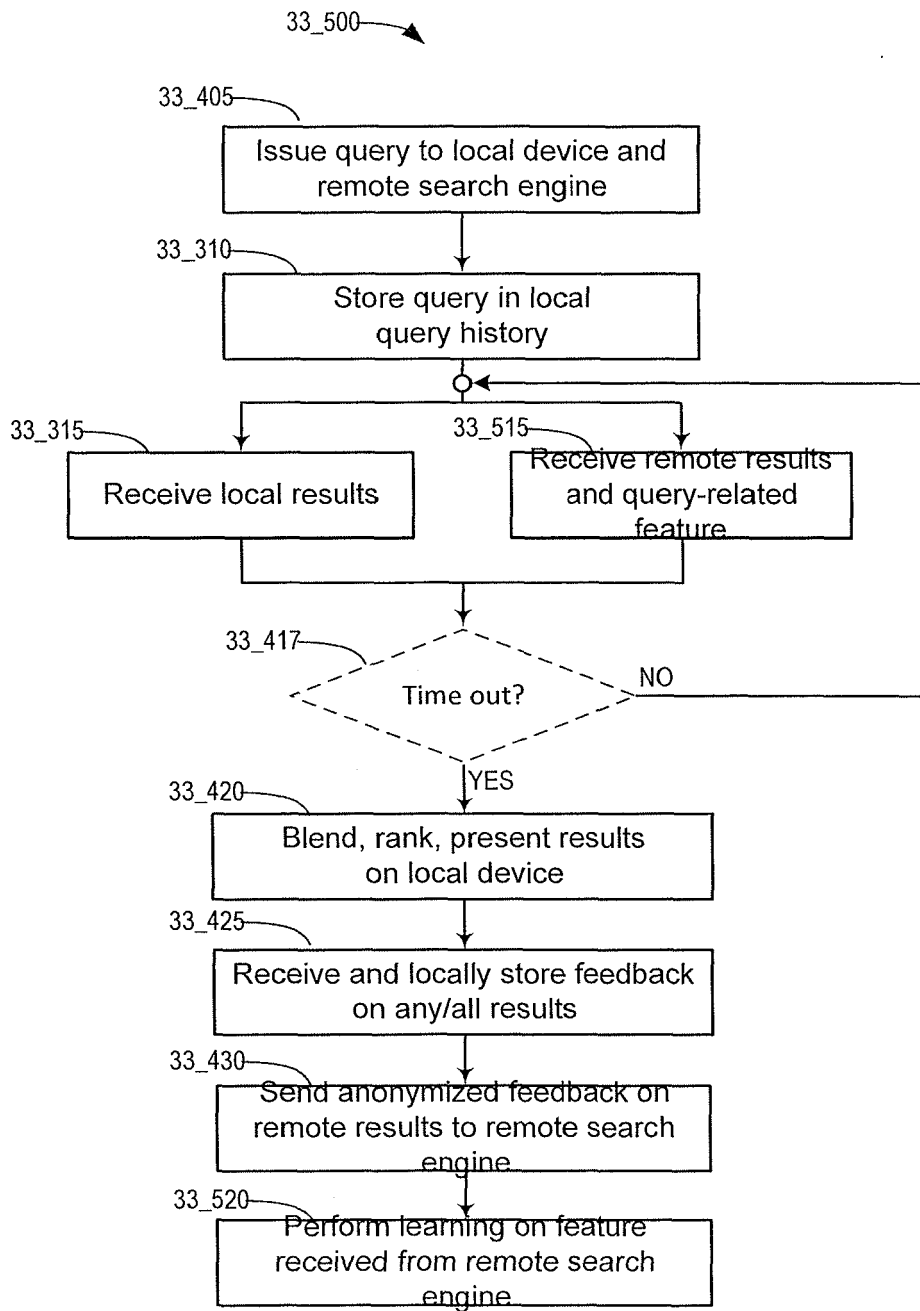 33_500
33_405
Issue query to local device and
remote search engine
33_310
Store query in local
query history
33_315
Receive local results
33_515
Receive remote results
and query-related
feature
33_417
Time out?
NO
YES
33_420
Blend, rank, present results
on local device
33_425
Receive and locally store feedback
on any/all results
33_430
Send anonymized feedback on
remote results to remote search
engine
33_520
Perform learning on feature
received from remote search
engine